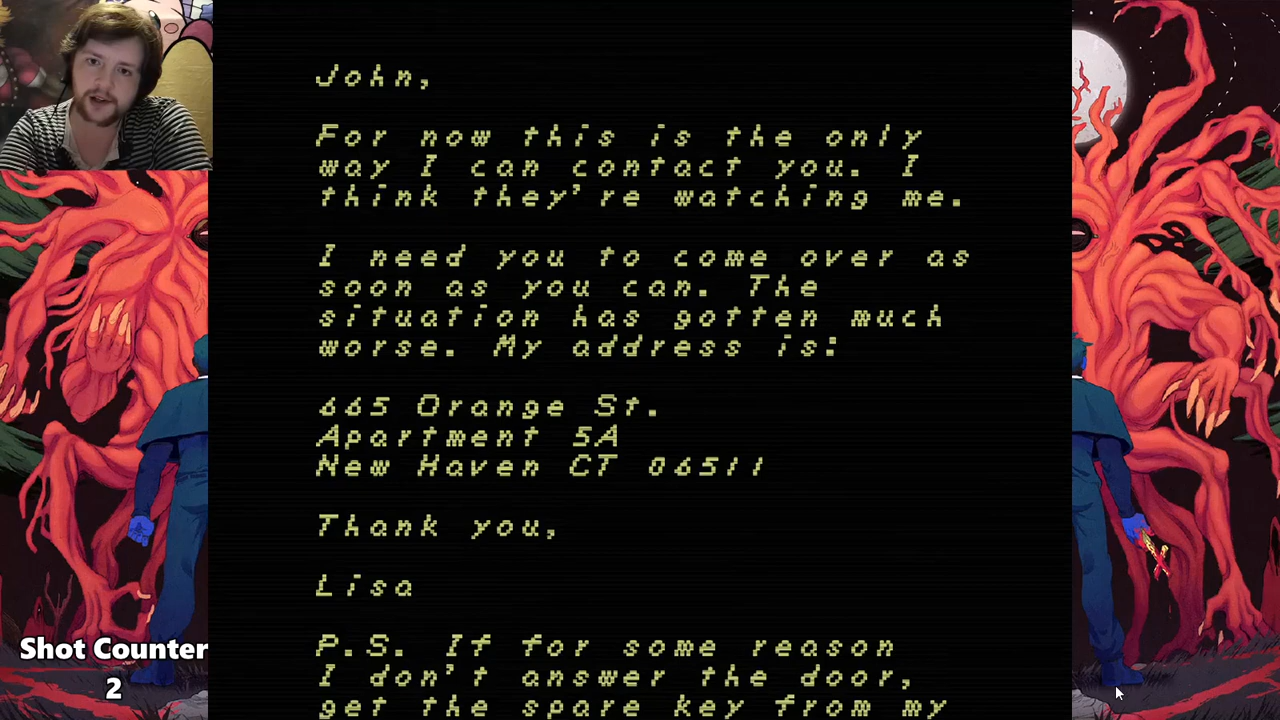 John,
For now this is the only
way I can contact you. I
think they're watching me.
I need you to come over as
soon as you can. The
situation has gotten much
worse. My address is:
665 Orange St.
Apartment 5A
New Haven CT 06511
Thank you,
Lisa
P.S. If for some reason
I don't answer the door,
get the spare key from my
Shot Counter
2